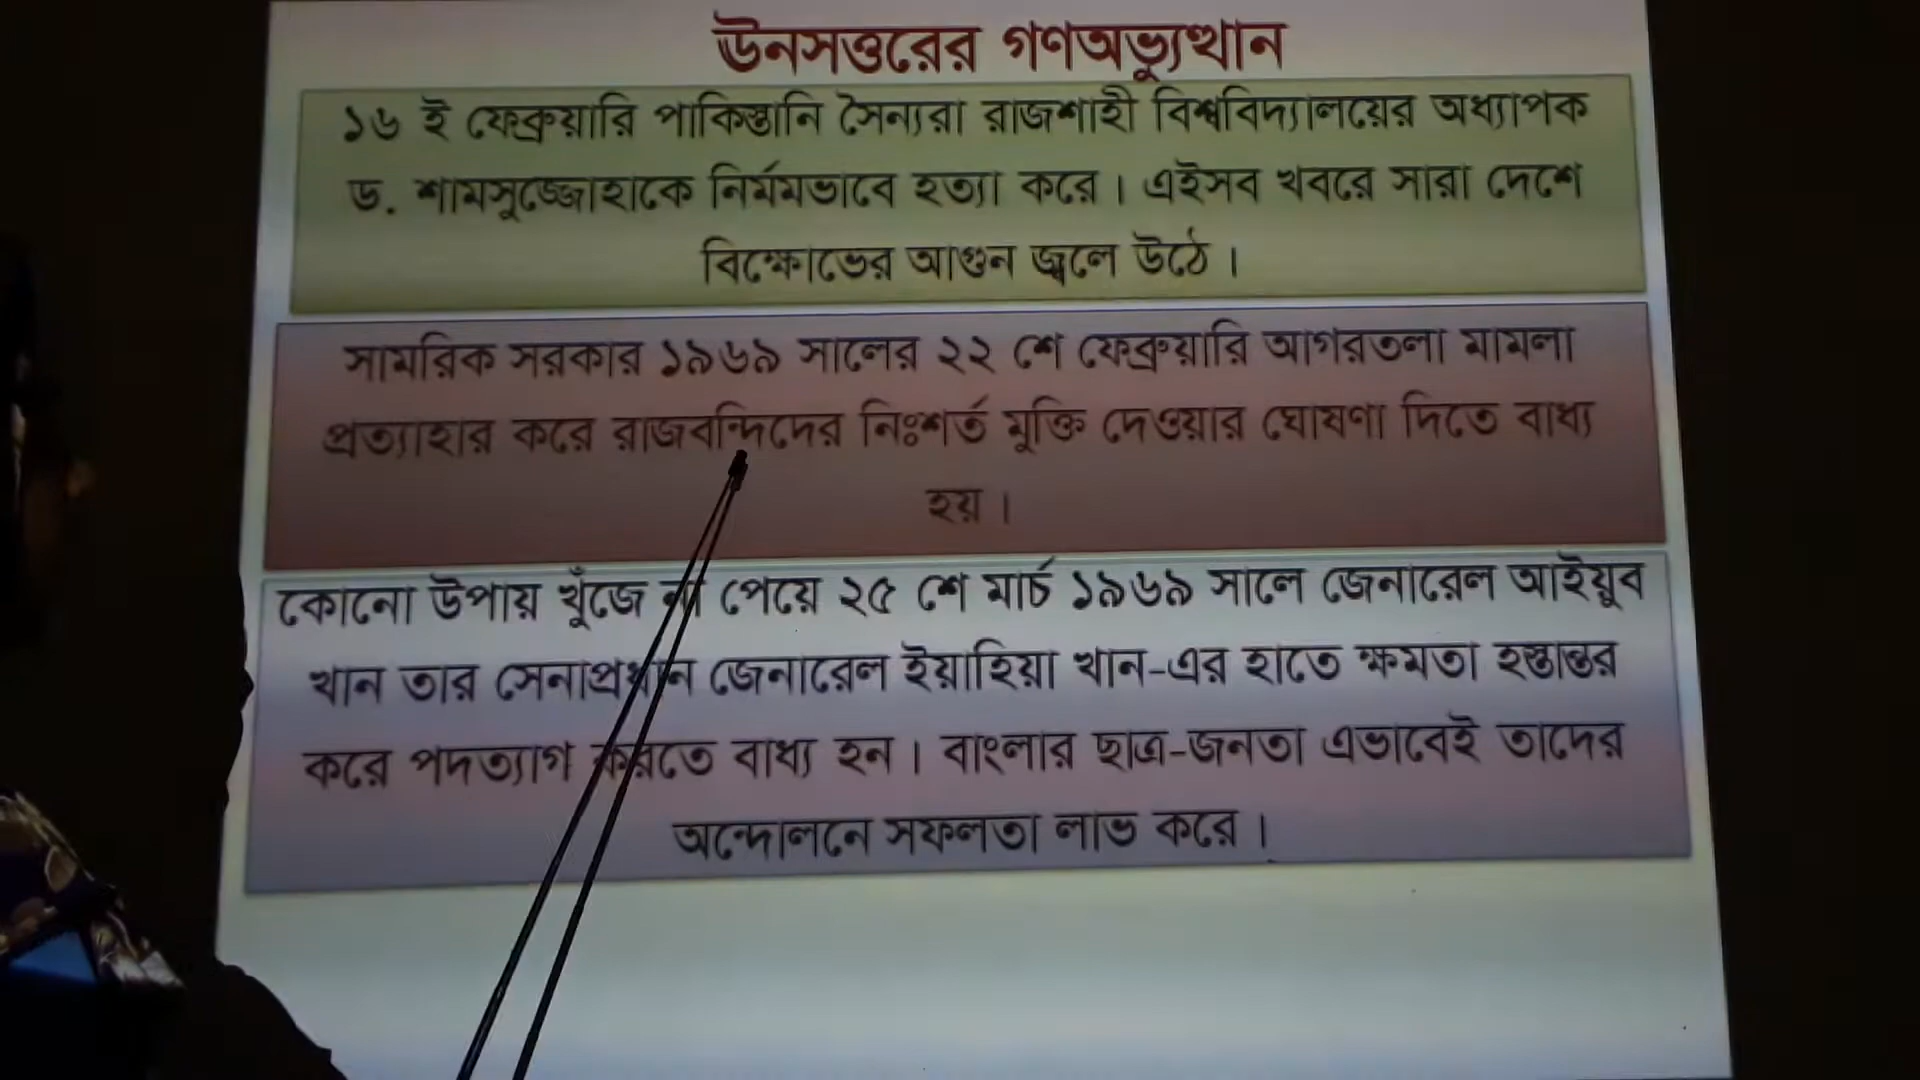 ঊনসত্তরের গণঅভ্যুত্থান
১৬ ই ফেব্রুয়ারি পাকিস্তানি সৈন্যরা রাজশাহী বিশ্ববিদ্যালয়ের অধ্যাপক
ড. শামসুজ্জোহাকে নির্মমভাবে হত্যা করে। এইসব খবরে সারা দেশে
বিক্ষোভের আগুন জ্বলে উঠে।
সামরিক সরকার ১৯৬৯ সালের ২২ শে ফেব্রুয়ারি আগরতলা মামলা
প্রত্যাহার করে রাজবন্দিদের নিঃশর্ত মুক্তি দেওয়ার ঘোষণা দিতে বাধ্য
হয়।
কোনো উপায় খুঁজে না পেয়ে ২৫ শে মার্চ ১৯৬৯ সালে জেনারেল আইয়ুব
খান তার সেনাপ্রধান জেনারেল ইয়াহিয়া খান-এর হাতে ক্ষমতা হস্তান্তর
করে পদত্যাগ করতে বাধ্য হন। বাংলার ছাত্র-জনতা এভাবেই তাদের
অন্দোলনে সফলতা লাভ করে।